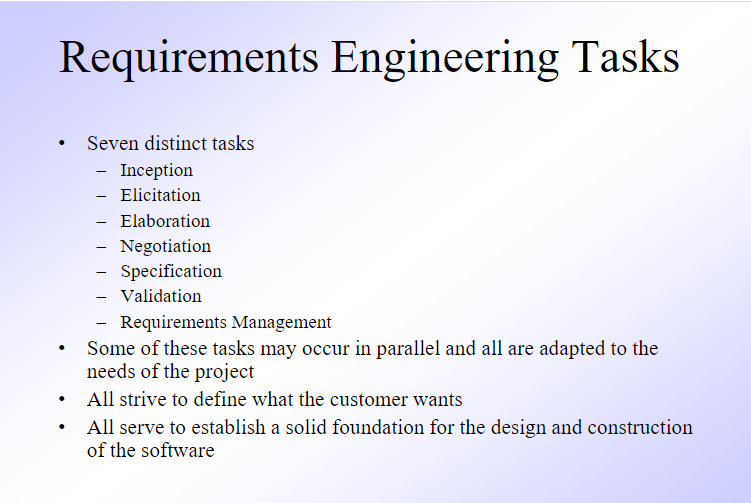 Requirements Engineering Tasks
• Seven distinct tasks
– Inception
– Elicitation
– Elaboration
– Negotiation
– Specification
– Validation
– Requirements Management
• Some of these tasks may occur in parallel and all are adapted to the
needs of the project
• All strive to define what the customer wants
• All serve to establish a solid foundation for the design and construction
of the software